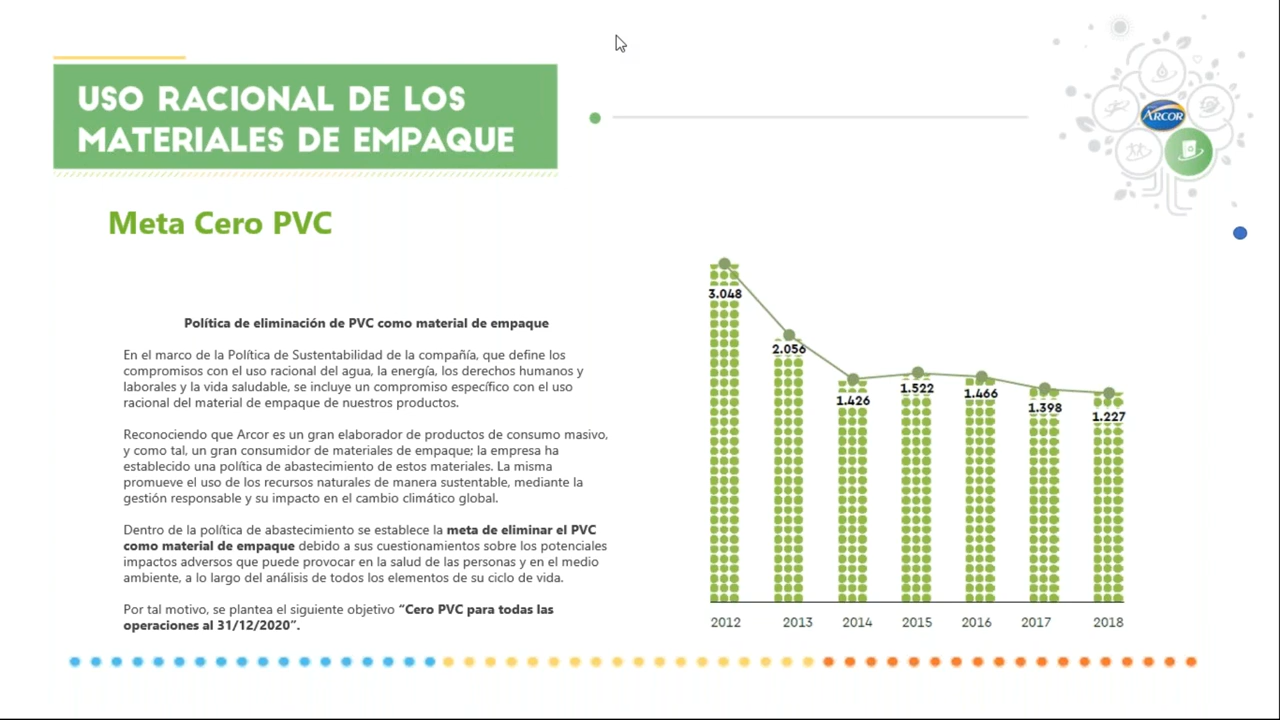 USO RACIONAL DE LOS
MATERIALES DE EMPAQUE
ARCOR
Meta Cero PVC
Política de eliminación de PVC como material de empaque
En el marco de la Política de Sustentabilidad de la compañía, que define los
compromisos con el uso racional del agua, la energía, los derechos humanos y
laborales y la vida saludable, se incluye un compromiso específico con el uso
racional del material de empaque de nuestros productos.
Reconociendo que Arcor es un gran elaborador de productos de consumo masivo,
y como tal, un gran consumidor de materiales de empaque; la empresa ha
establecido una política de abastecimiento de estos materiales. La misma
promueve el uso de los recursos naturales de manera sustentable, mediante la
gestión responsable y su impacto en el cambio climático global.
Dentro de la política de abastecimiento se establece la meta de eliminar el PVC
como material de empaque debido a sus cuestionamientos sobre los potenciales
impactos adversos que puede provocar en la salud de las personas y en el medio
ambiente, a lo largo del análisis de todos los elementos de su ciclo de vida.
Por tal motivo, se plantea el siguiente objetivo “Cero PVC para todas las
operaciones al 31/12/2020”.
3.048
2.056
1.426
1.522
1.466
1.398
1.227
2012 2013 2014 2015 2016 2017 2018